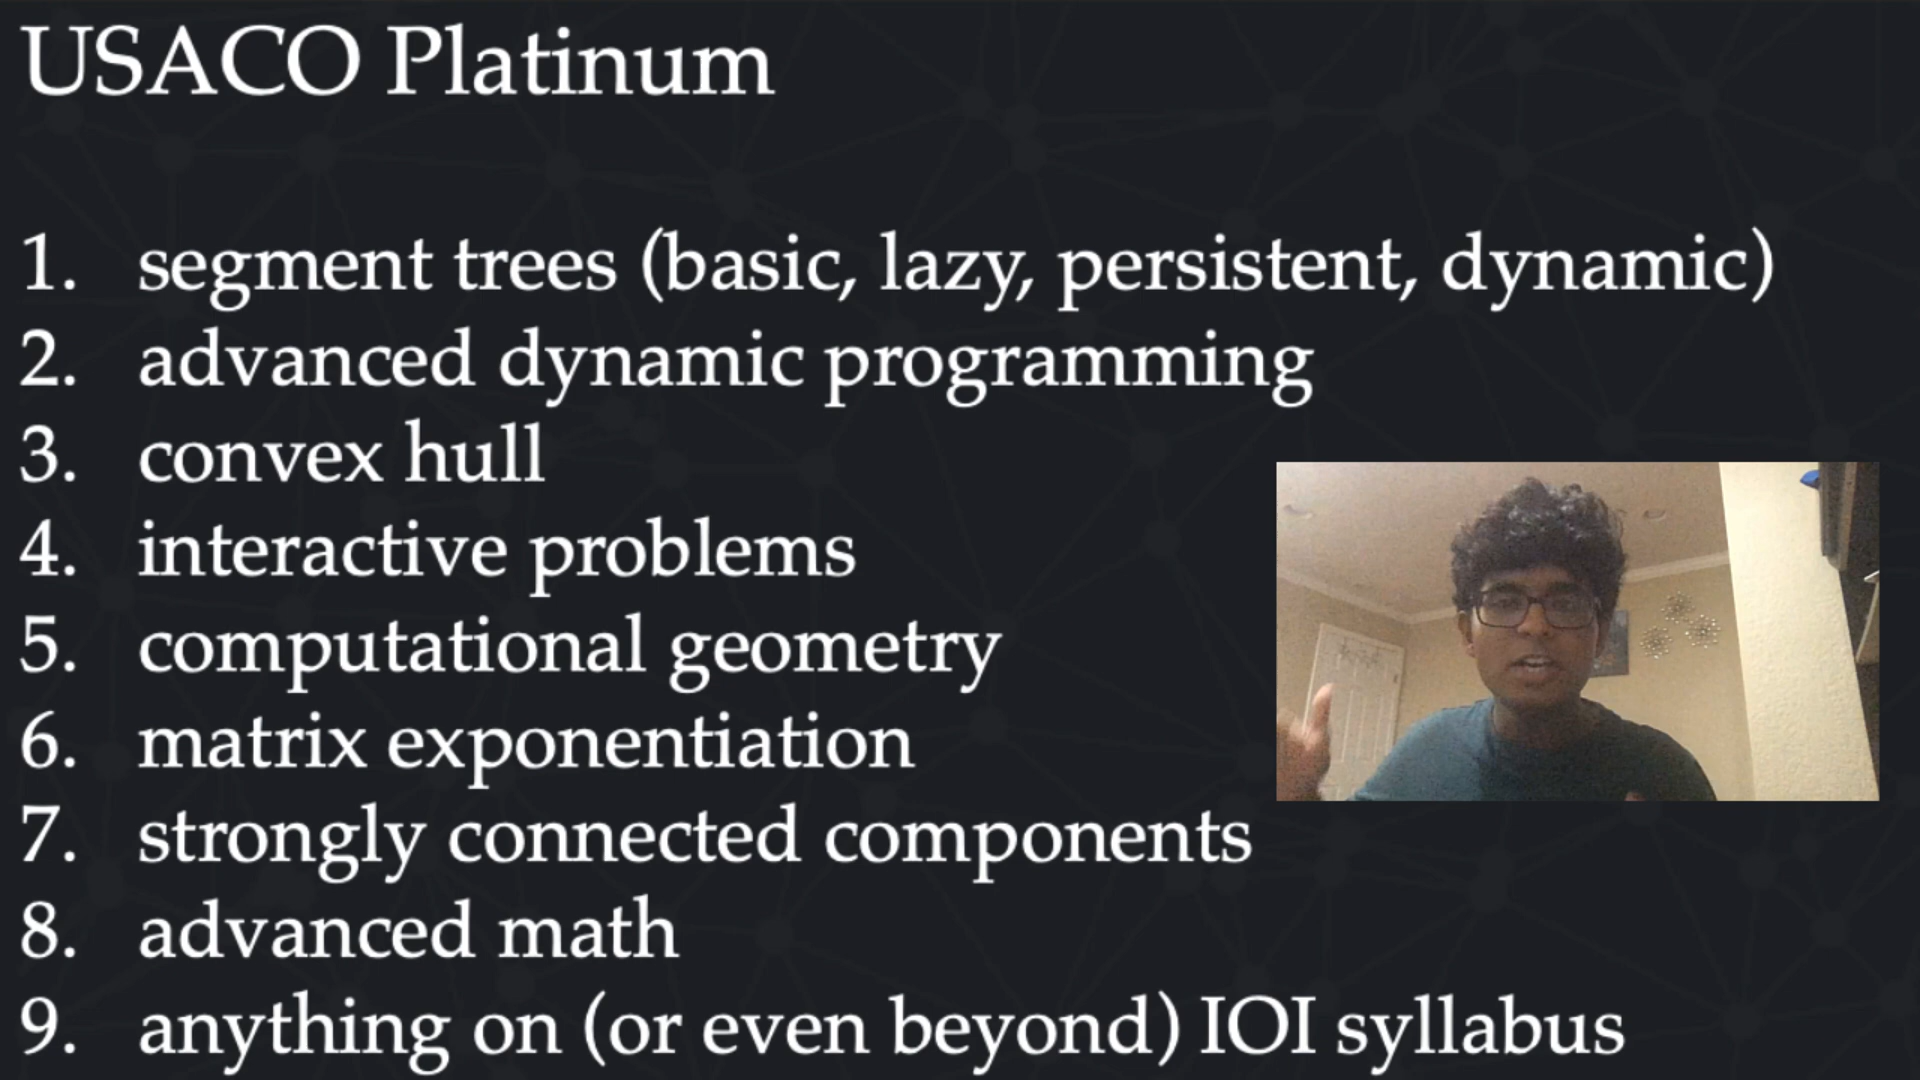 USACO Platinum
1. segment trees (basic, lazy, persistent, dynamic)
2. advanced dynamic programming
3. convex hull
4. interactive problems
5. computational geometry
6. matrix exponentiation
7. strongly connected components
8. advanced math
9. anything on (or even beyond) IOI syllabus